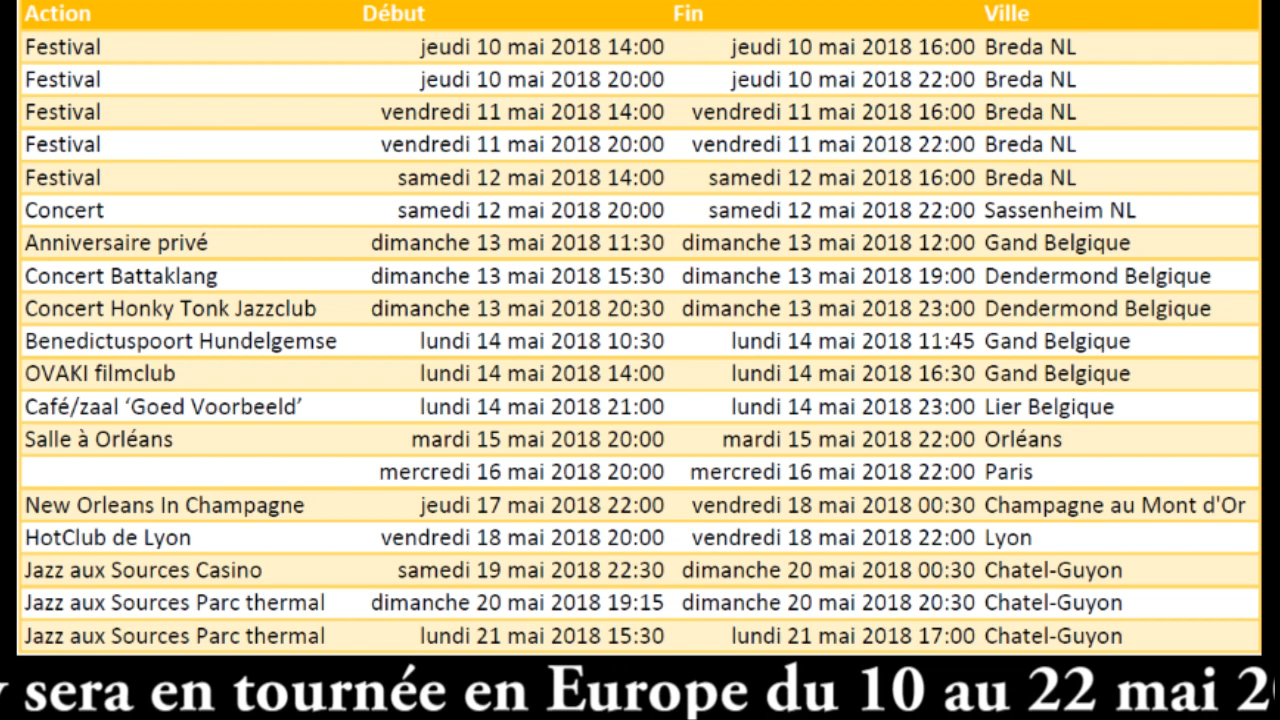 Action Début Fin Ville
Festival jeudi 10 mai 2018 14:00 jeudi 10 mai 2018 16:00 Breda NL
Festival jeudi 10 mai 2018 20:00 jeudi 10 mai 2018 22:00 Breda NL
Festival vendredi 11 mai 2018 14:00 vendredi 11 mai 2018 16:00 Breda NL
Festival vendredi 11 mai 2018 20:00 vendredi 11 mai 2018 22:00 Breda NL
Festival samedi 12 mai 2018 14:00 samedi 12 mai 2018 16:00 Breda NL
Concert samedi 12 mai 2018 20:00 samedi 12 mai 2018 22:00 Sassenheim NL
Anniversaire privé dimanche 13 mai 2018 11:30 dimanche 13 mai 2018 12:00 Gand Belgique
Concert Battaklang dimanche 13 mai 2018 15:30 dimanche 13 mai 2018 19:00 Dendermond Belgique
Concert Honky Tonk Jazzclub dimanche 13 mai 2018 20:30 dimanche 13 mai 2018 23:00 Dendermond Belgique
Benedictuspoort Hundelgemse lundi 14 mai 2018 10:30 lundi 14 mai 2018 11:45 Gand Belgique
OVAKI filmclub lundi 14 mai 2018 14:00 lundi 14 mai 2018 16:30 Gand Belgique
Café/zaal ‘Goed Voorbeeld’ lundi 14 mai 2018 21:00 lundi 14 mai 2018 23:00 Lier Belgique
Salle à Orléans mardi 15 mai 2018 20:00 mardi 15 mai 2018 22:00 Orléans
mercredi 16 mai 2018 20:00 mercredi 16 mai 2018 22:00 Paris
New Orleans In Champagne jeudi 17 mai 2018 22:00 vendredi 18 mai 2018 00:30 Champagne au Mont d'Or
HotClub de Lyon vendredi 18 mai 2018 20:00 vendredi 18 mai 2018 22:00 Lyon
Jazz aux Sources Casino samedi 19 mai 2018 22:30 dimanche 20 mai 2018 00:30 Chatel-Guyon
Jazz aux Sources Parc thermal dimanche 20 mai 2018 19:15 dimanche 20 mai 2018 20:30 Chatel-Guyon
Jazz aux Sources Parc thermal lundi 21 mai 2018 15:30 lundi 21 mai 2018 17:00 Chatel-Guyon
sera en tournée en Europe du 10 au 22 mai